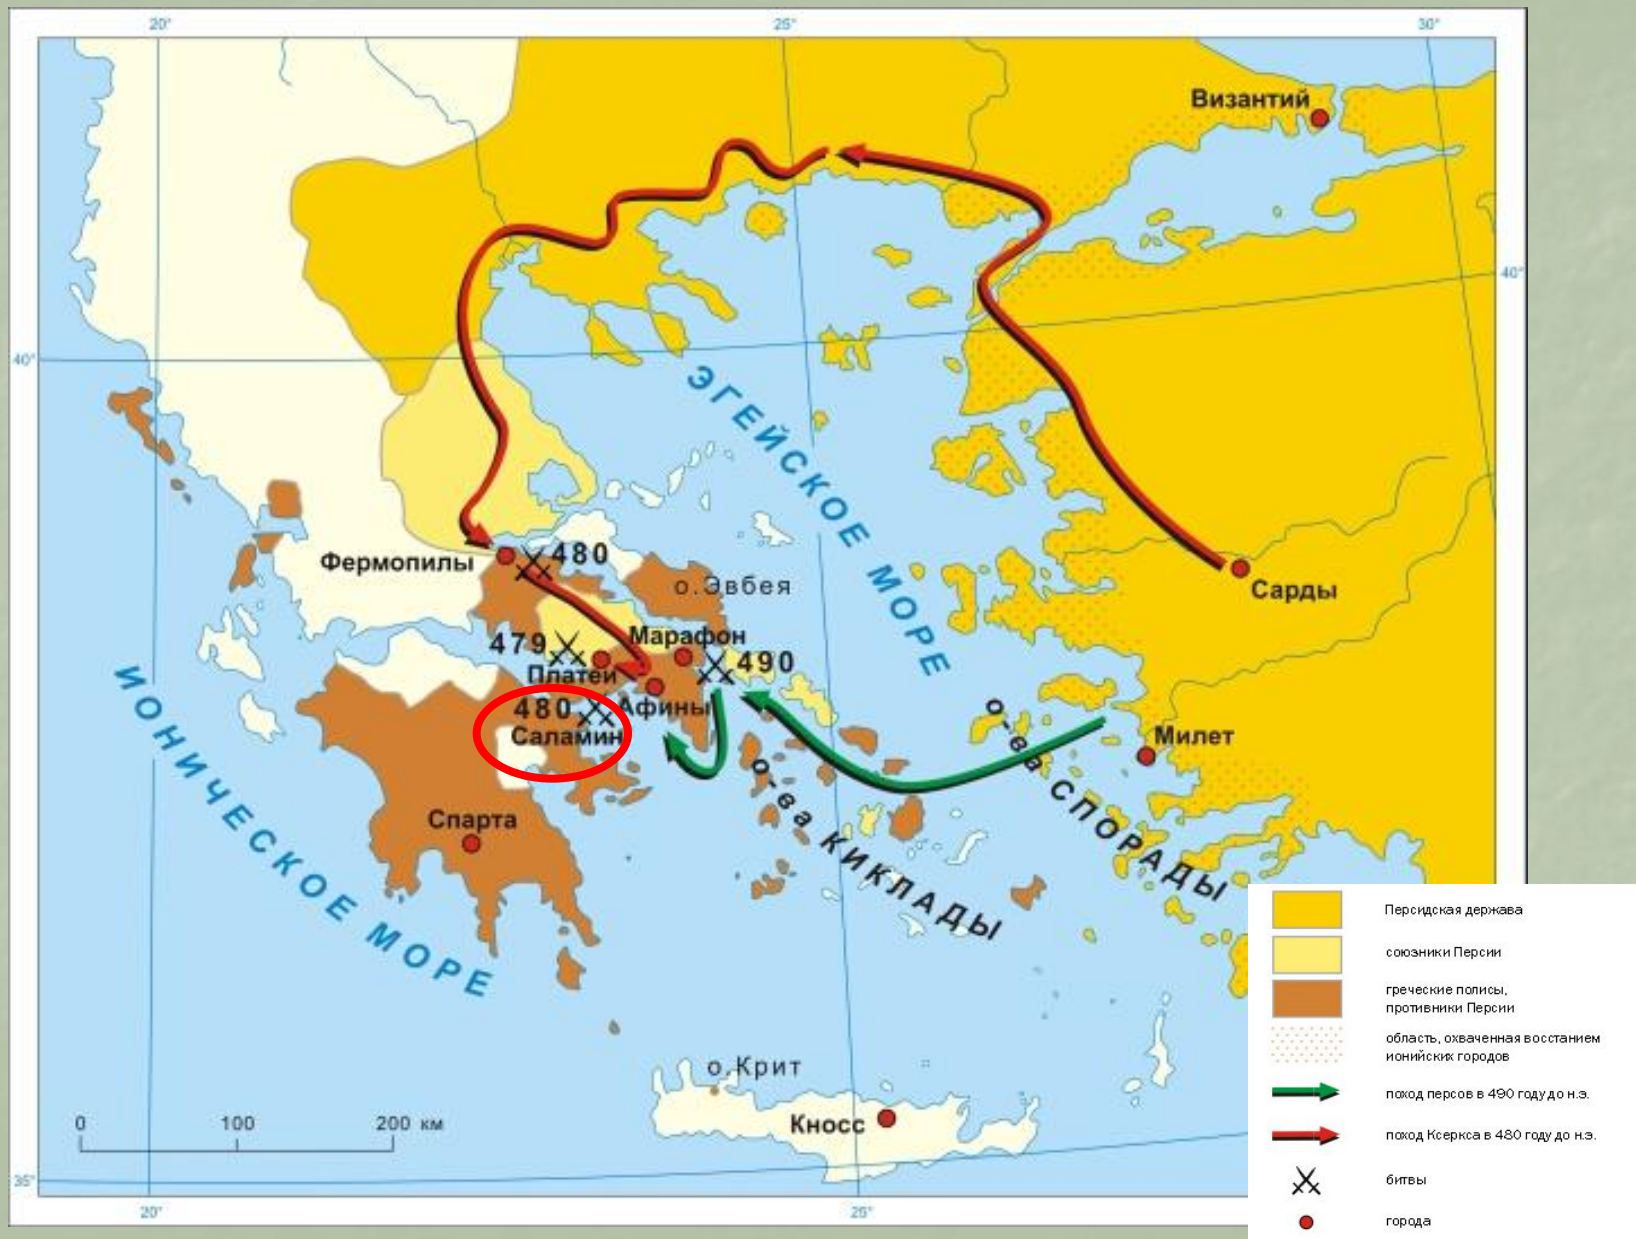 20°
25°
30°
Византий
40°
40°
ЭГЕЙСКОЕ МОРЕ
Фермопилы
480
о.Эвбея
Сарды
479
Марафон
490
Платеи
480
Афины
Саламин
Милет
о-ва СПОРАДЫ
о-ва КИКЛАДЫ
Спарта
ИОНИЧЕСКОЕ МОРЕ
о.Крит
Кносс
0 100 200 км
35°
20°
25°
Персидская держава
союзники Персии
греческие полисы,
противники Персии
область, охваченная восстанием
ионийских городов
поход персов в 490 году до н.э.
поход Ксеркса в 480 году до н.э.
битвы
города